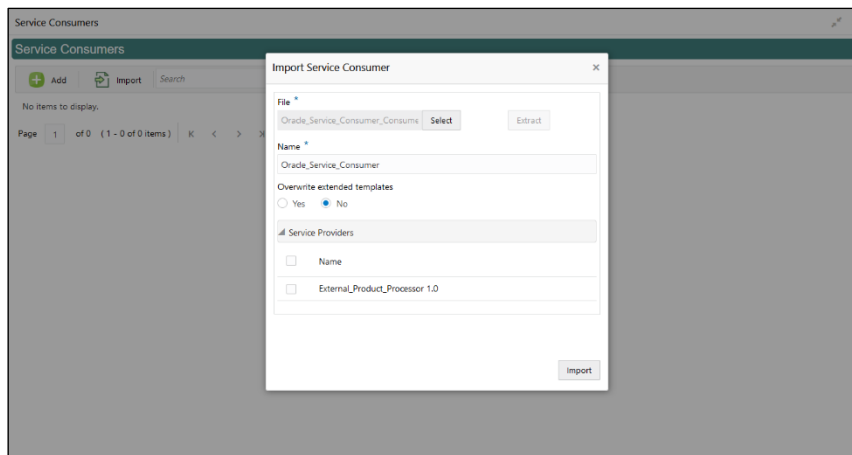 Service Consumers
Service Consumers
Add Import Search
No items to display.
Page 1 of 0 (1 - 0 of 0 items)
Import Service Consumer
File *
Oracle_Service_Consumer_Consume Select Extract
Name *
Oracle_Service_Consumer
Overwrite extended templates
Yes No
Service Providers
Name
External_Product_Processor 1.0
Import